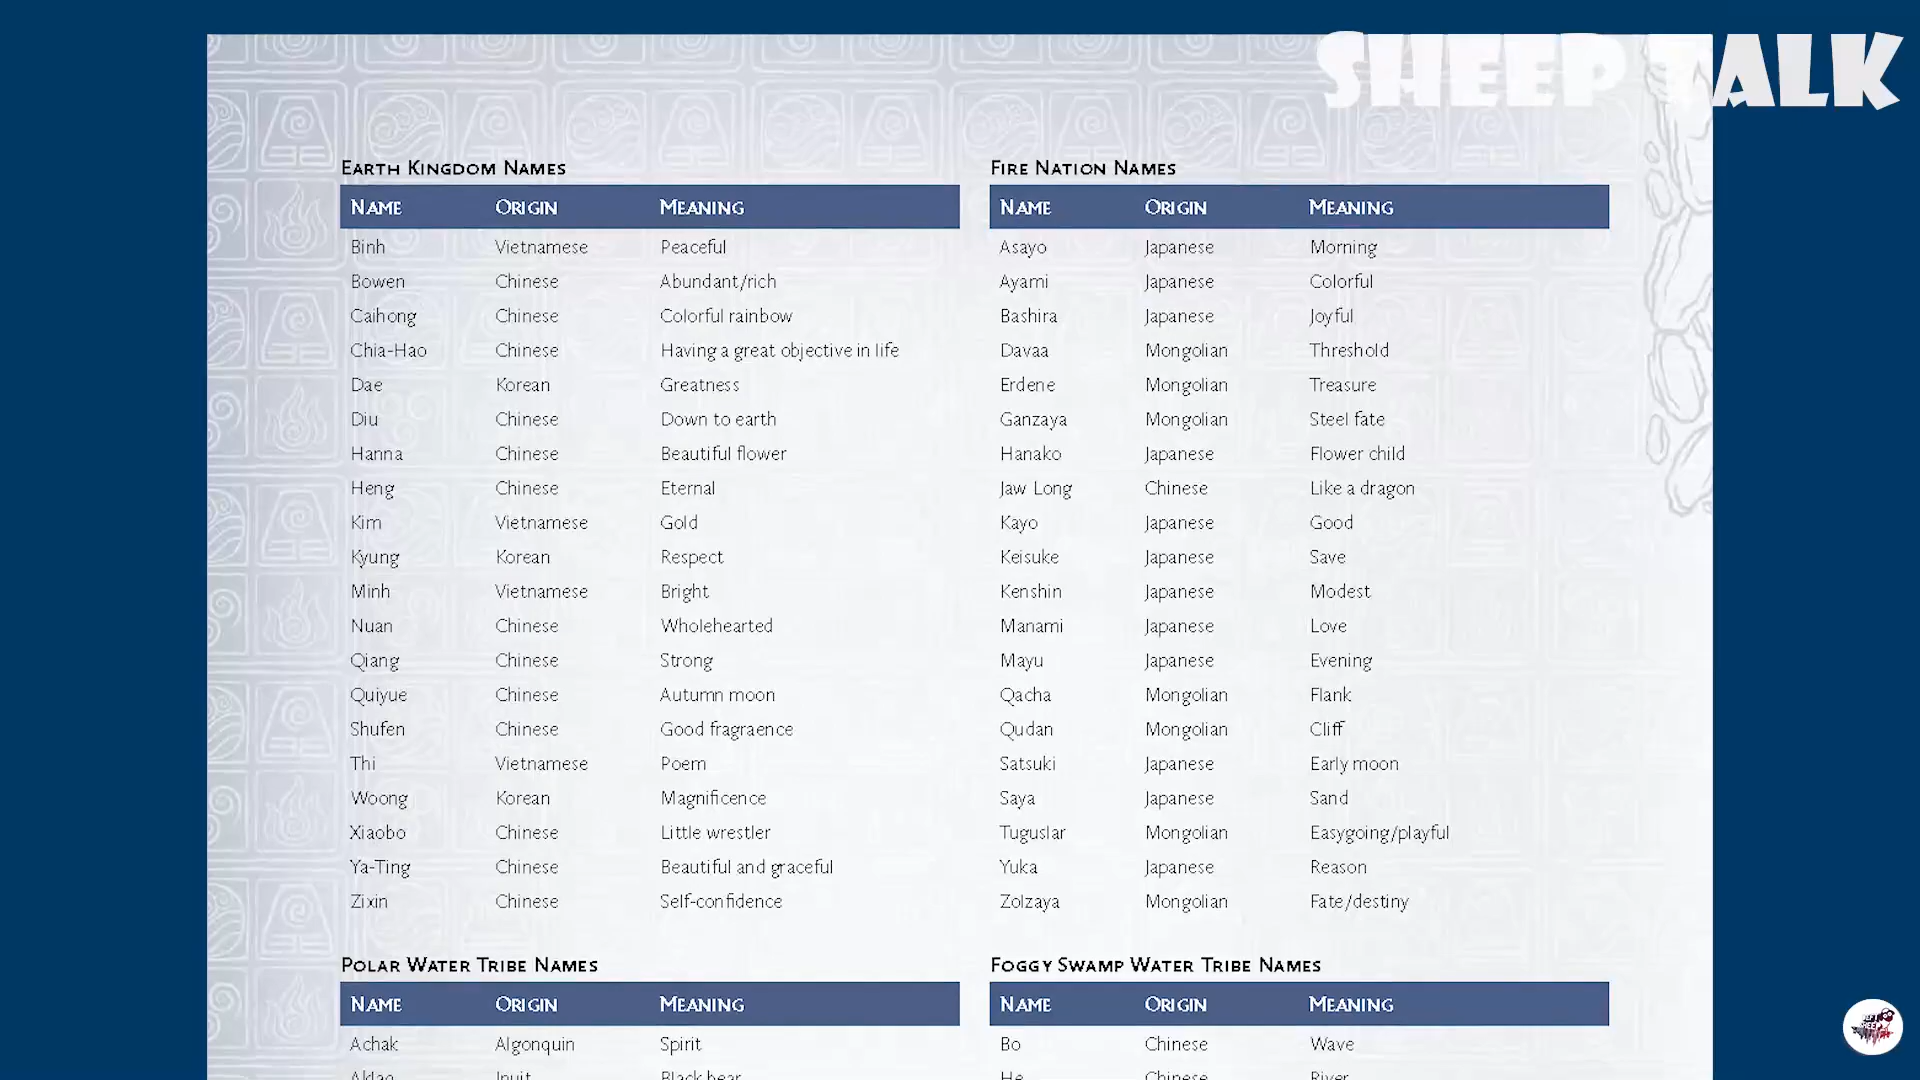 SHEEP TALK
Earth Kingdom Names
Name Origin Meaning
Binh Vietnamese Peaceful
Bowen Chinese Abundant/rich
Caihong Chinese Colorful rainbow
Chia-Hao Chinese Having a great objective in life
Dae Korean Greatness
Diu Chinese Down to earth
Hanna Chinese Beautiful flower
Heng Chinese Eternal
Kim Vietnamese Gold
Kyung Korean Respect
Minh Vietnamese Bright
Nuan Chinese Wholehearted
Qiang Chinese Strong
Quiyue Chinese Autumn moon
Shufen Chinese Good fragraence
Thi Vietnamese Poem
Woong Korean Magnificence
Xiaobo Chinese Little wrestler
Ya-Ting Chinese Beautiful and graceful
Zixin Chinese Self-confidence
Fire Nation Names
Name Origin Meaning
Asayo Japanese Morning
Ayami Japanese Colorful
Bashira Japanese Joyful
Davaa Mongolian Threshold
Erdene Mongolian Treasure
Ganzaya Mongolian Steel fate
Hanako Japanese Flower child
Jaw Long Chinese Like a dragon
Kayo Japanese Good
Keisuke Japanese Save
Kenshin Japanese Modest
Manami Japanese Love
Mayu Japanese Evening
Qacha Mongolian Flank
Qudan Mongolian Cliff
Satsuki Japanese Early moon
Saya Japanese Sand
Tuguslar Mongolian Easygoing/playful
Yuka Japanese Reason
Zolzaya Mongolian Fate/destiny
Polar Water Tribe Names
Name Origin Meaning
Achak Algonquin Spirit
Aklaq Inuit Black bear
Foggy Swamp Water Tribe Names
Name Origin Meaning
Bo Chinese Wave
He Chinese River